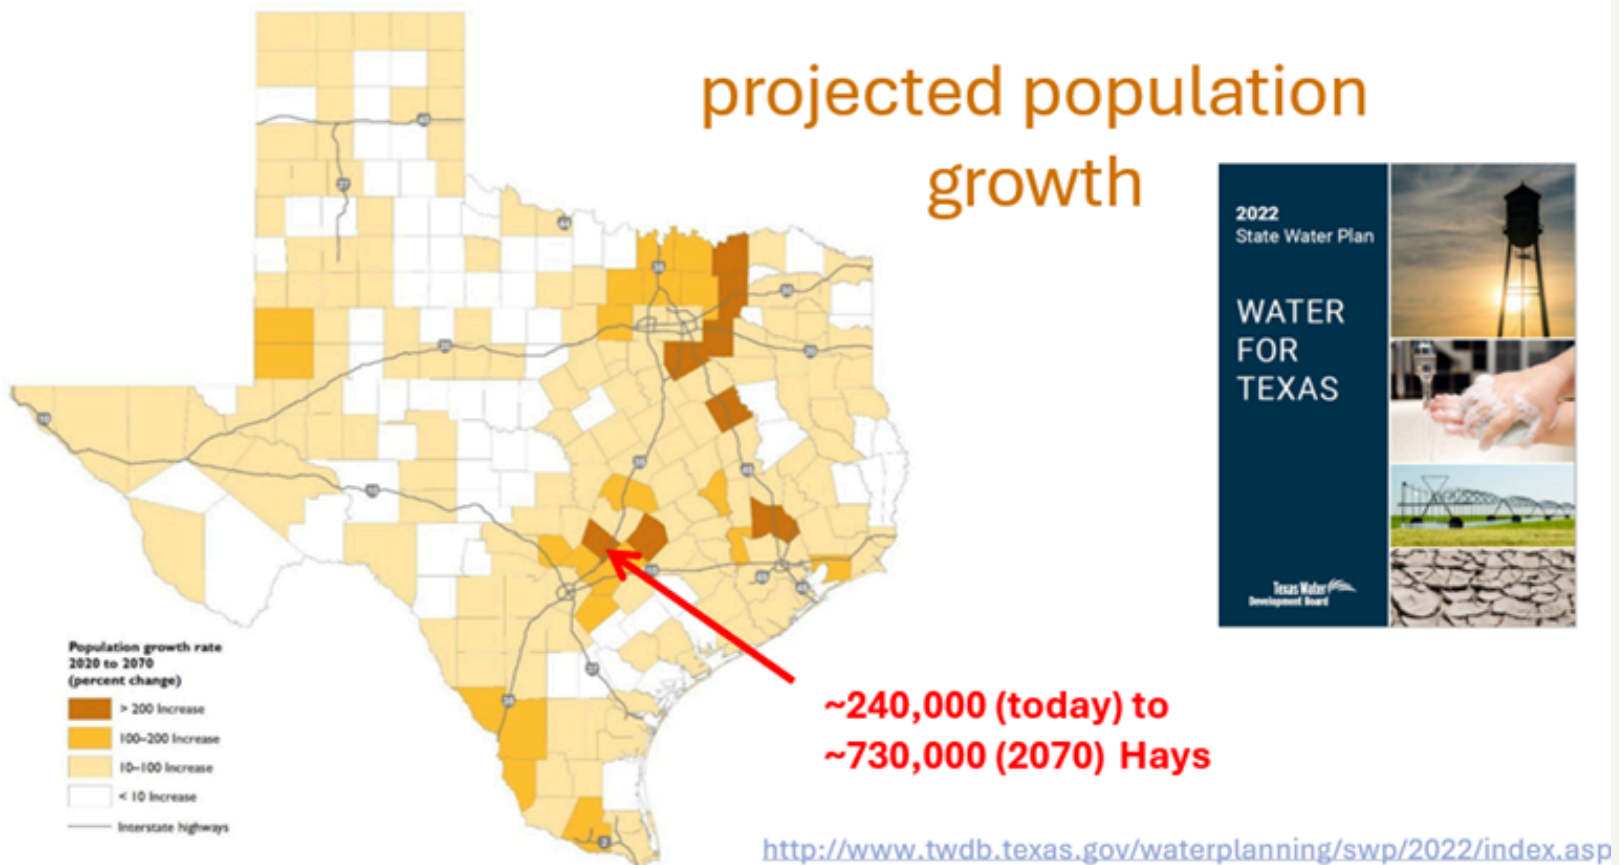 projected population
growth
2022
State Water Plan
WATER
FOR
TEXAS
Texas Water
Development Board
Population growth rate
2020 to 2070
(percent change)
> 200 Increase
100–200 Increase
10–100 Increase
< 10 Increase
Interstate highways
~240,000 (today) to
~730,000 (2070) Hays
http://www.twdb.texas.gov/waterplanning/swp/2022/index.asp